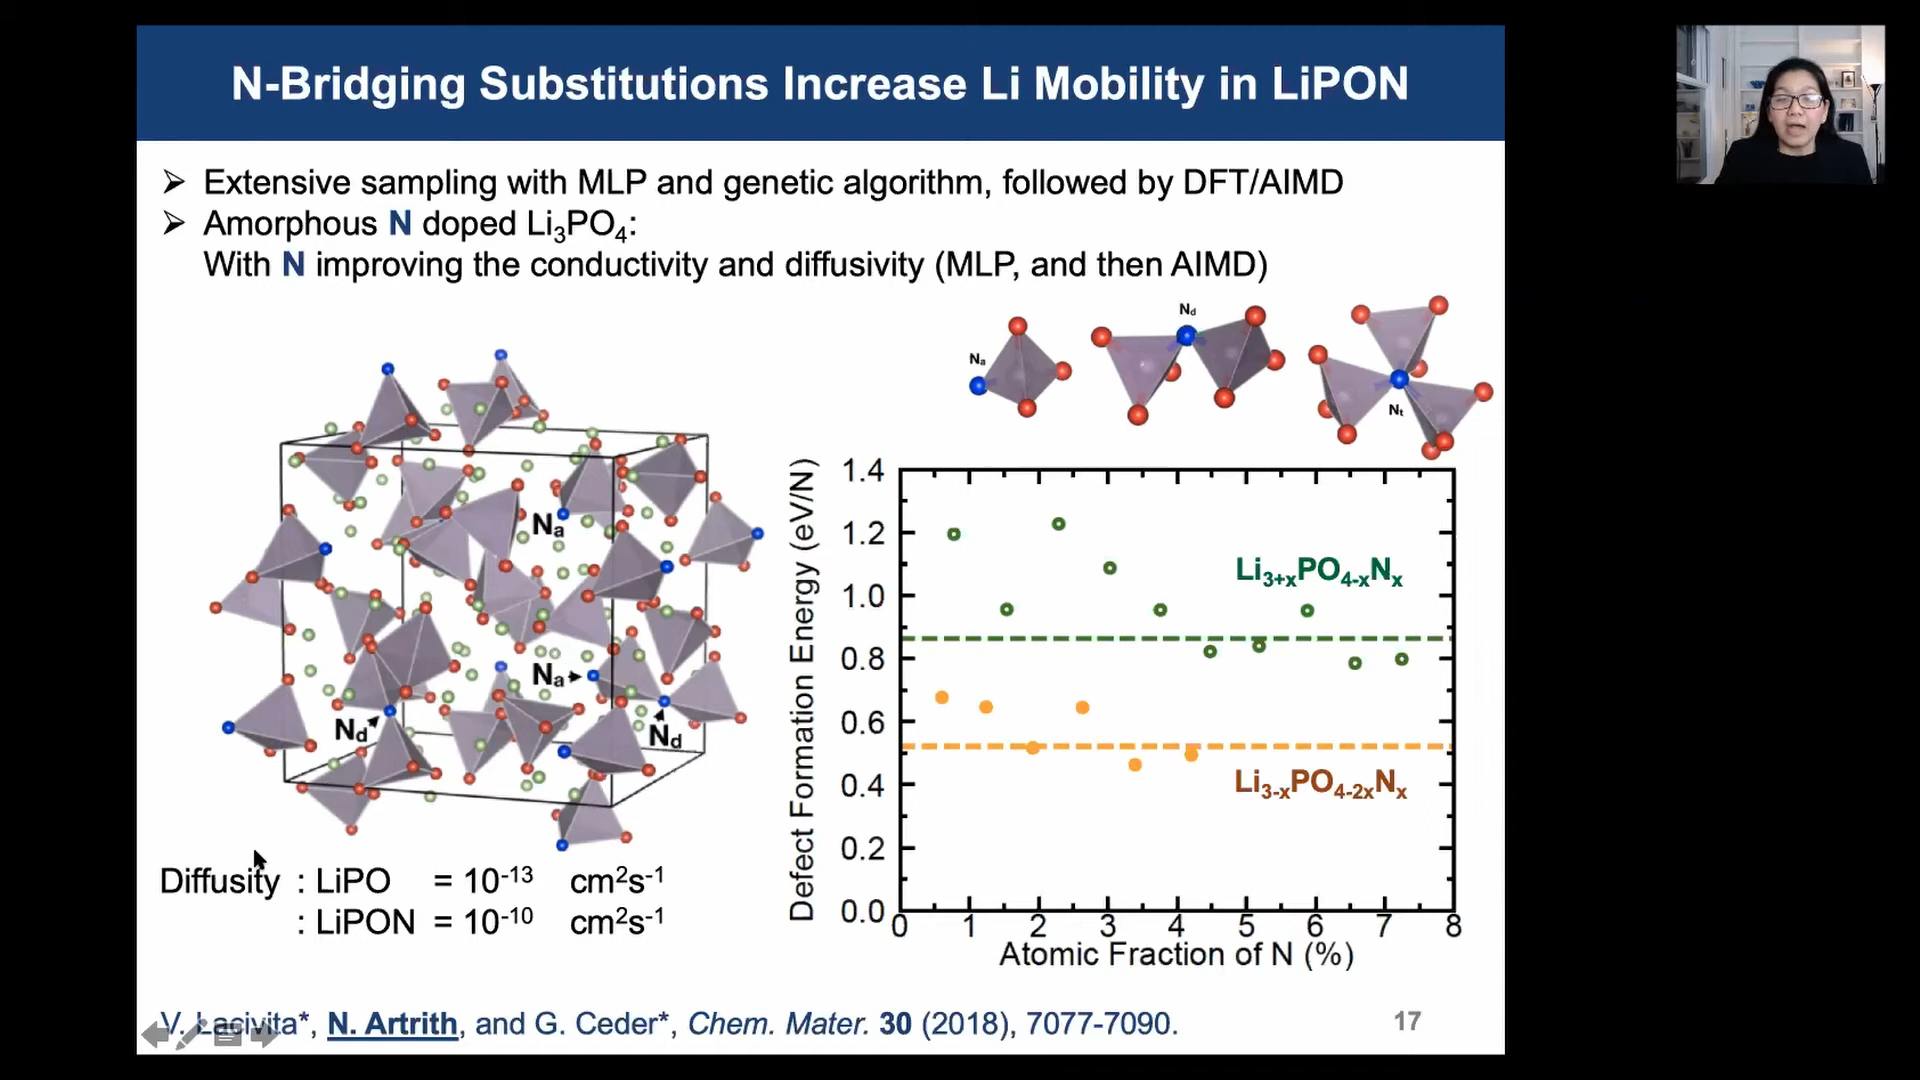 N-Bridging Substitutions Increase Li Mobility in LiPON
➢ Extensive sampling with MLP and genetic algorithm, followed by DFT/AIMD
➢ Amorphous N doped Li₃PO₄:
With N improving the conductivity and diffusivity (MLP, and then AIMD)
Nₐ
N_d
Nₜ
Nₐ
Nₐ
N_d
N_d
Defect Formation Energy (eV/N)
1.4
1.2
1.0
0.8
0.6
0.4
0.2
0.0
Li₃₊ₓPO₄₋ₓNₓ
Li₃₋ₓPO₄₋₂ₓNₓ
0 1 2 3 4 5 6 7 8
Atomic Fraction of N (%)
Diffusity : LiPO = 10⁻¹³ cm²s⁻¹
: LiPON = 10⁻¹⁰ cm²s⁻¹
V. Lacivita*, N. Artrith, and G. Ceder*, Chem. Mater. 30 (2018), 7077-7090.
17